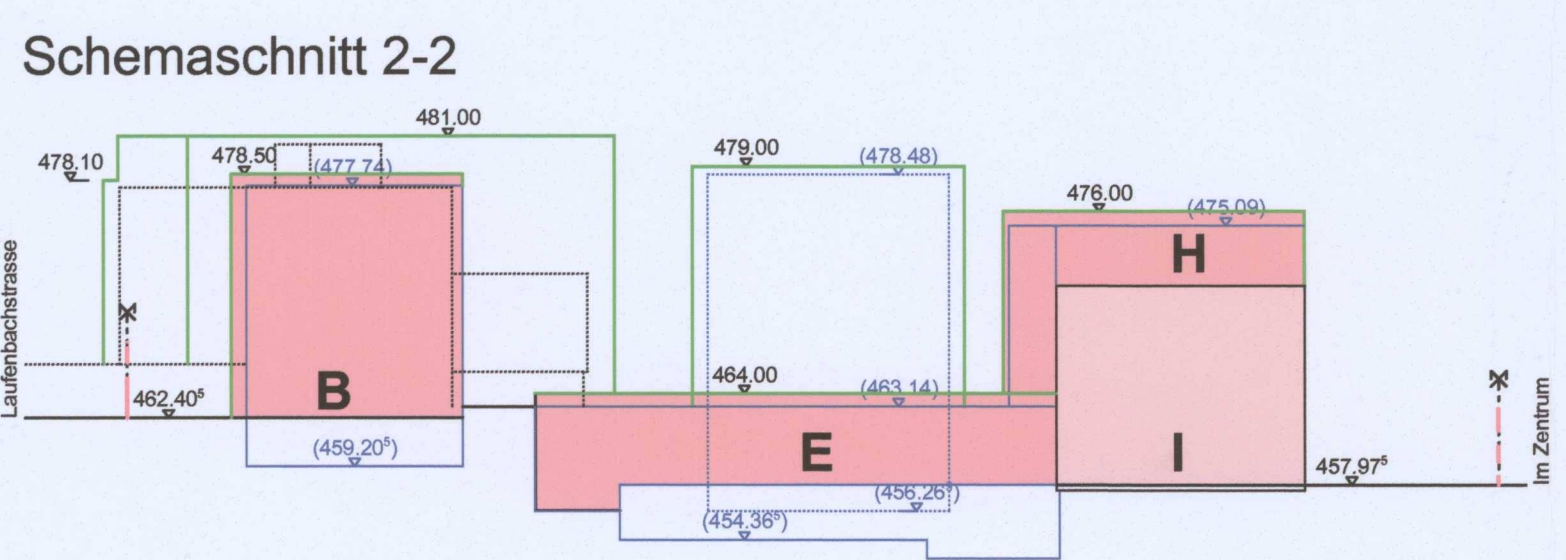 Schemaschnitt 2-2
481.00
478.10
478.50
(477.74)
479.00
(478.48)
476.00
(475.09)
H
Laufenbachstrasse
462.40⁵
B
464.00
(463.14)
(459.20⁵)
E
I
457.97⁵
Im Zentrum
(456.26⁵)
(454.36⁵)